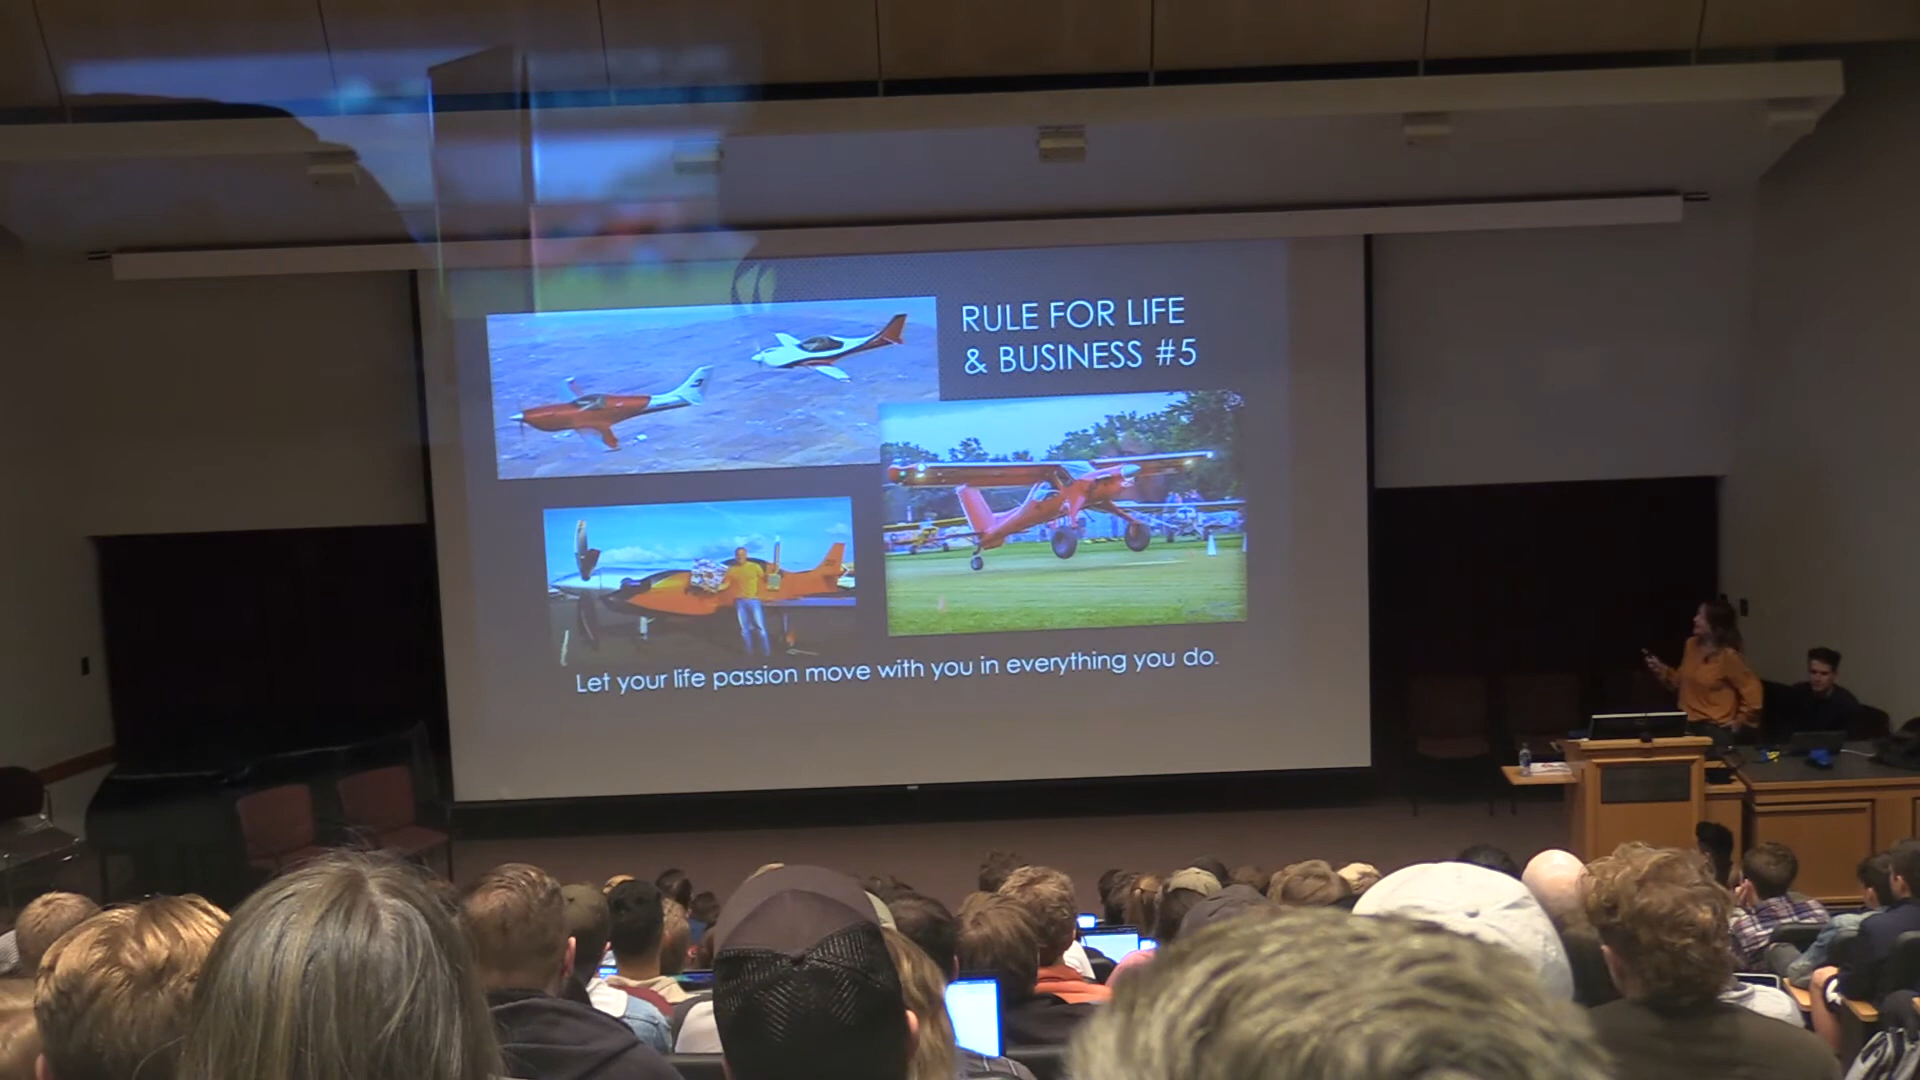 RULE FOR LIFE
& BUSINESS #5
Let your life passion move with you in everything you do.